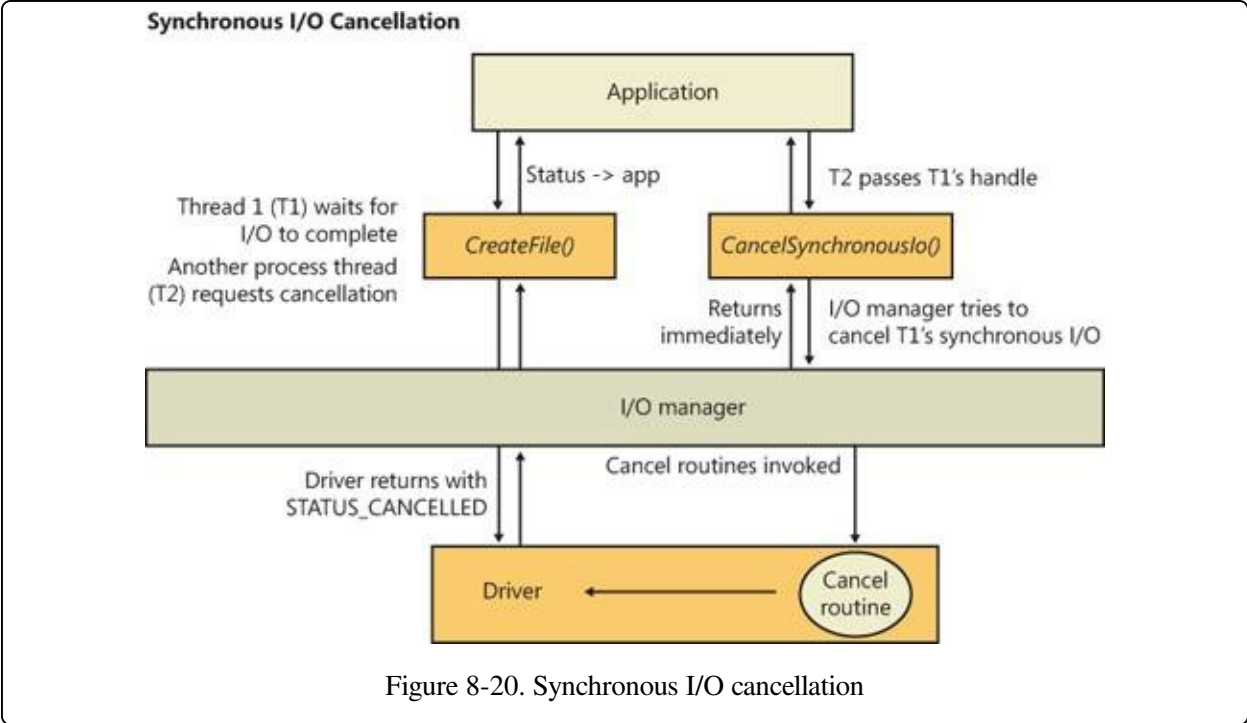 Synchronous I/O Cancellation
Application
Status -> app
T2 passes T1's handle
Thread 1 (T1) waits for
I/O to complete
Another process thread
(T2) requests cancellation
CreateFile()
CancelSynchronousIo()
Returns
immediately
I/O manager tries to
cancel T1's synchronous I/O
I/O manager
Driver returns with
STATUS_CANCELLED
Cancel routines invoked
Driver
Cancel
routine
Figure 8-20. Synchronous I/O cancellation